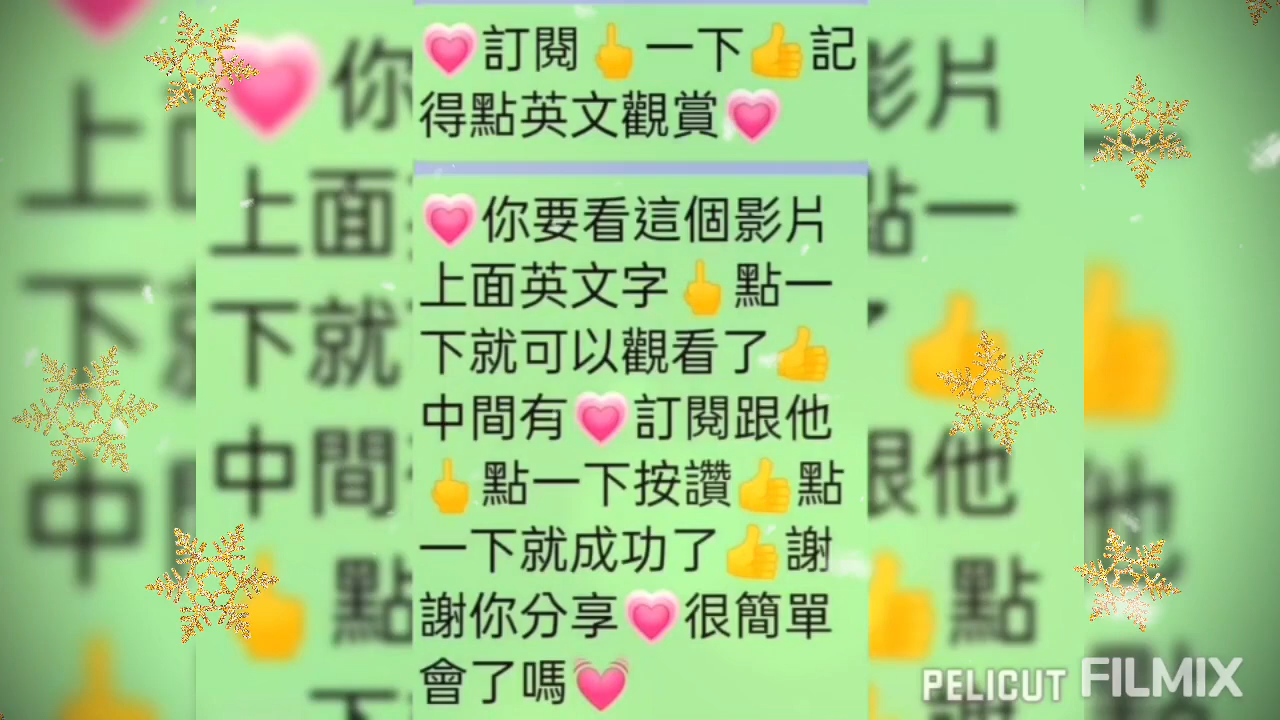 💗訂閱🖕一下👍記
得點英文觀賞💗
💗你要看這個影片
上面英文字🖕點一
下就可以觀看了👍
中間有💗訂閱跟他
🖕點一下按讚👍點
一下就成功了👍謝
謝你分享💗很簡單
會了嗎💓
PELICUT FILMIX